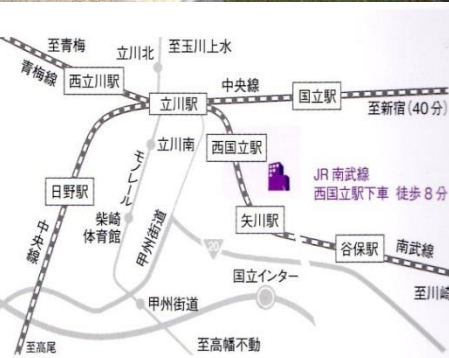 至青梅
立川北
至玉川上水
青梅線
西立川駅
中央線
立川駅
国立駅
至新宿(40分)
立川南
西国立駅
モノレール
JR南武線
西国立駅下車 徒歩8分
日野駅
柴崎
体育館
甲州街道
矢川駅
中央線
20
谷保駅
南武線
国立インター
至川崎
甲州街道
至高尾
至高幡不動